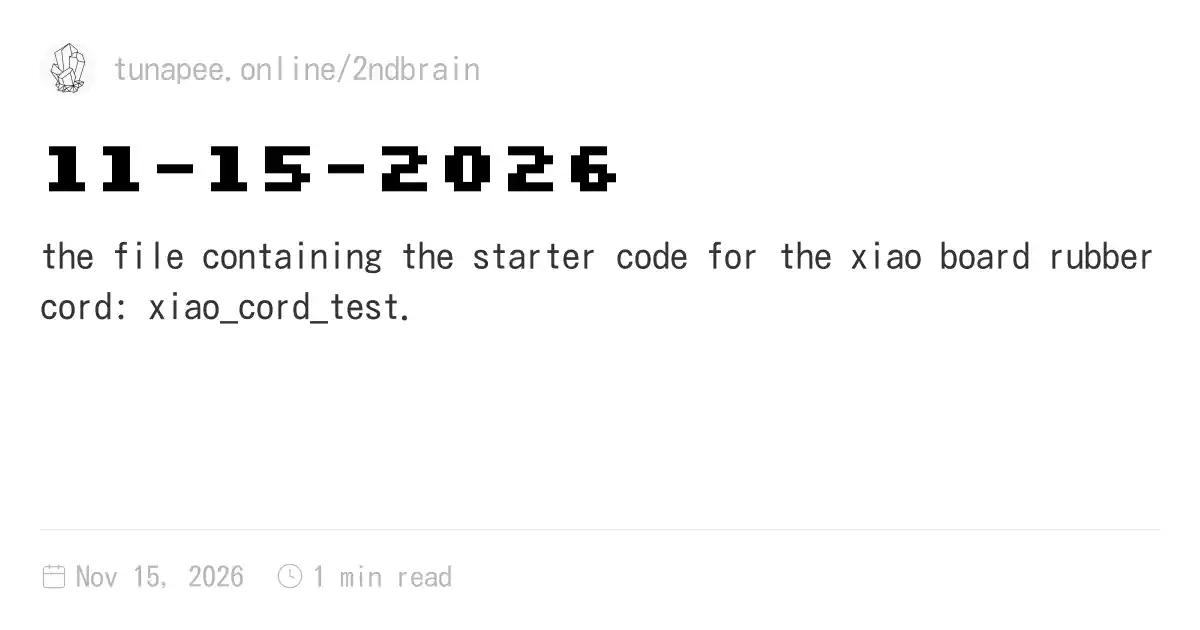 tunapee.online/2ndbrain
11-15-2026
the file containing the starter code for the xiao board rubber
cord: xiao_cord_test.
Nov 15, 2026 1 min read